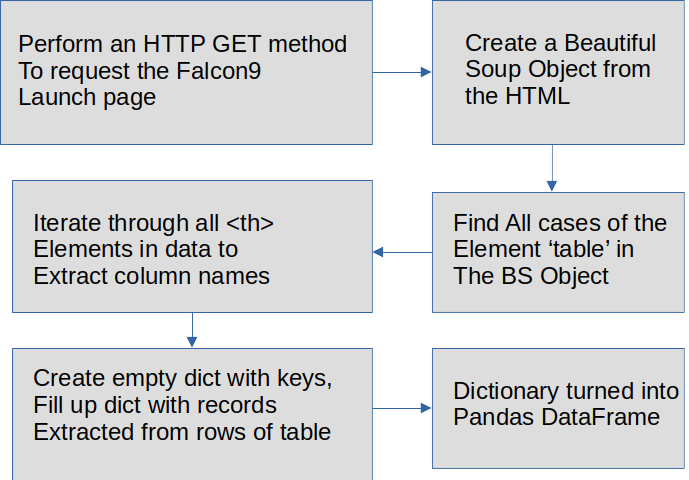 Perform an HTTP GET method
To request the Falcon9
Launch page
Create a Beautiful
Soup Object from
the HTML
Find All cases of the
Element ‘table’ in
The BS Object
Iterate through all <th>
Elements in data to
Extract column names
Create empty dict with keys,
Fill up dict with records
Extracted from rows of table
Dictionary turned into
Pandas DataFrame